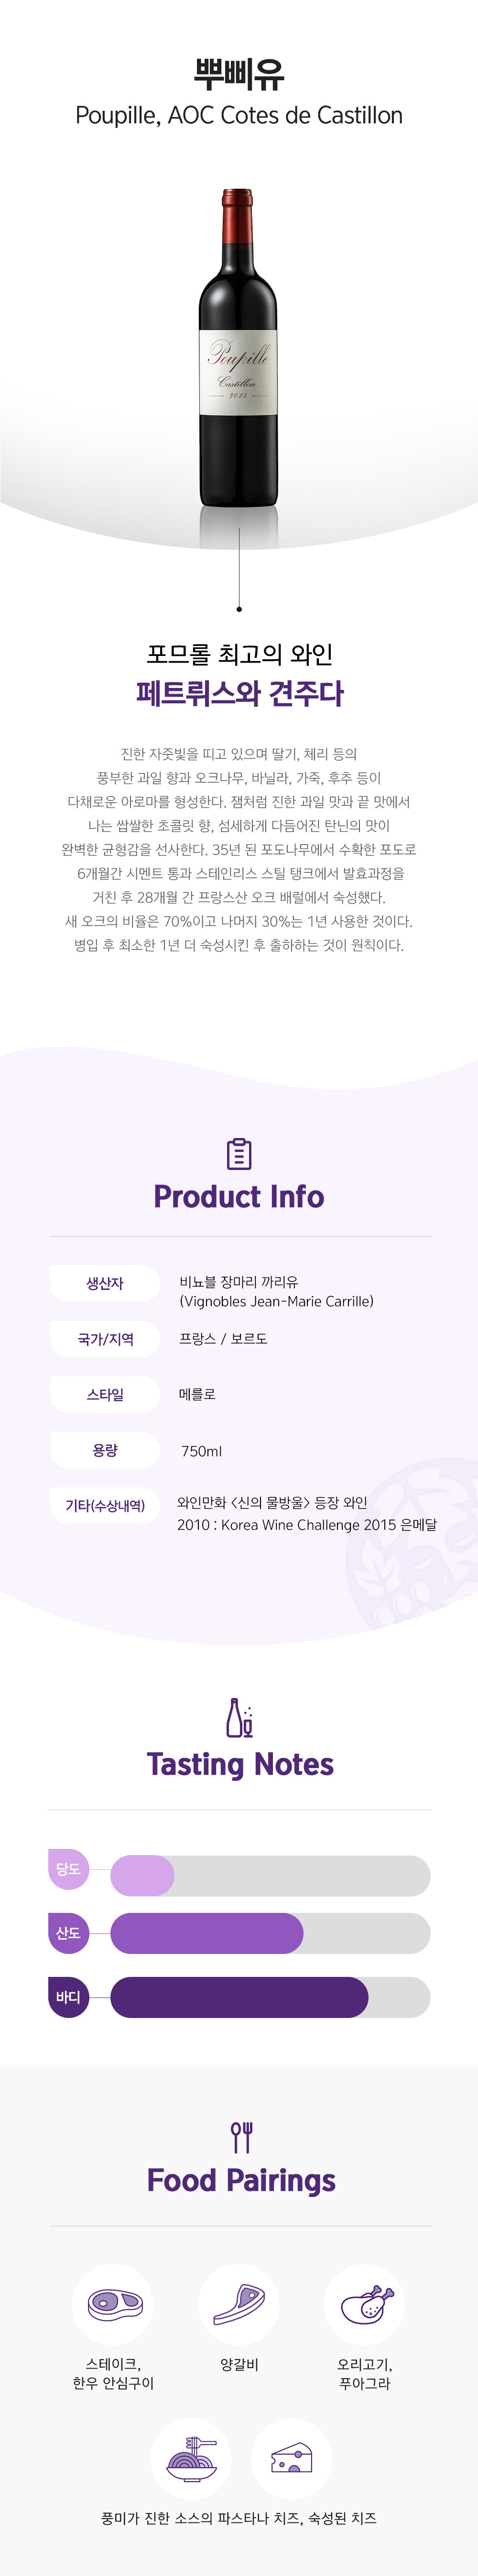 뿌삐유
Poupille, AOC Cotes de Castillon
Poupille
Castillon
2015
포므롤 최고의 와인
페트뤼스와 견주다
진한 자줏빛을 띠고 있으며 딸기, 체리 등의
풍부한 과일 향과 오크나무, 바닐라, 가죽, 후추 등이
다채로운 아로마를 형성한다. 잼처럼 진한 과일 맛과 끝 맛에서
나는 쌉쌀한 초콜릿 향, 섬세하게 다듬어진 탄닌의 맛이
완벽한 균형감을 선사한다. 35년 된 포도나무에서 수확한 포도로
6개월간 시멘트 통과 스테인리스 스틸 탱크에서 발효과정을
거친 후 28개월 간 프랑스산 오크 배럴에서 숙성했다.
새 오크의 비율은 70%이고 나머지 30%는 1년 사용한 것이다.
병입 후 최소한 1년 더 숙성시킨 후 출하하는 것이 원칙이다.
Product Info
생산자 비뇨블 장마리 까리유
(Vignobles Jean-Marie Carrille)
국가/지역 프랑스 / 보르도
스타일 메를로
용량 750ml
기타(수상내역) 와인만화 <신의 물방울> 등장 와인
2010 : Korea Wine Challenge 2015 은메달
Tasting Notes
당도
산도
바디
Food Pairings
스테이크,
한우 안심구이
양갈비
오리고기,
푸아그라
풍미가 진한 소스의 파스타나 치즈, 숙성된 치즈